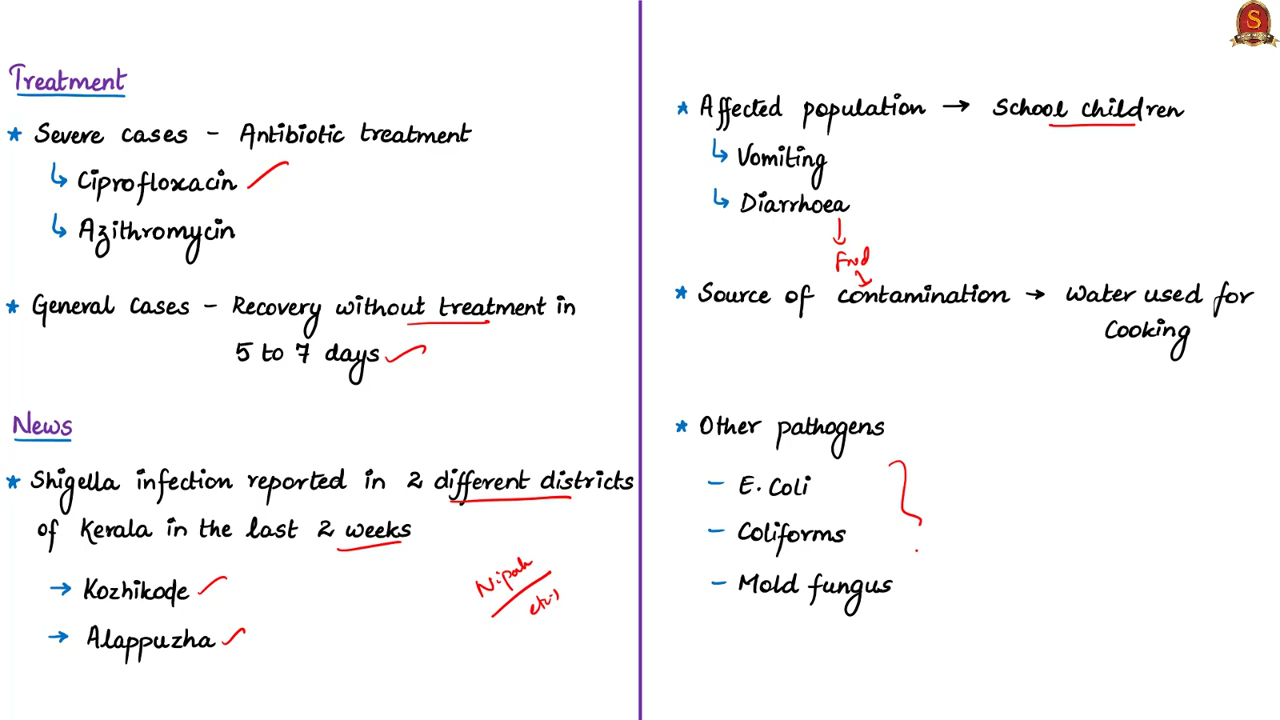 Treatment
* Severe cases - Antibiotic treatment
↳ Ciprofloxacin
↳ Azithromycin
* General cases - Recovery without treatment in
5 to 7 days
News
* Shigella infection reported in 2 different districts
of Kerala in the last 2 weeks
→ Kozhikode
→ Alappuzha
Nipah
* Affected population → School children
↳ Vomiting
↳ Diarrhoea
↓
* Source of contamination → Water used for
Cooking
* Other pathogens
- E. Coli
- Coliforms
- Mold fungus
S